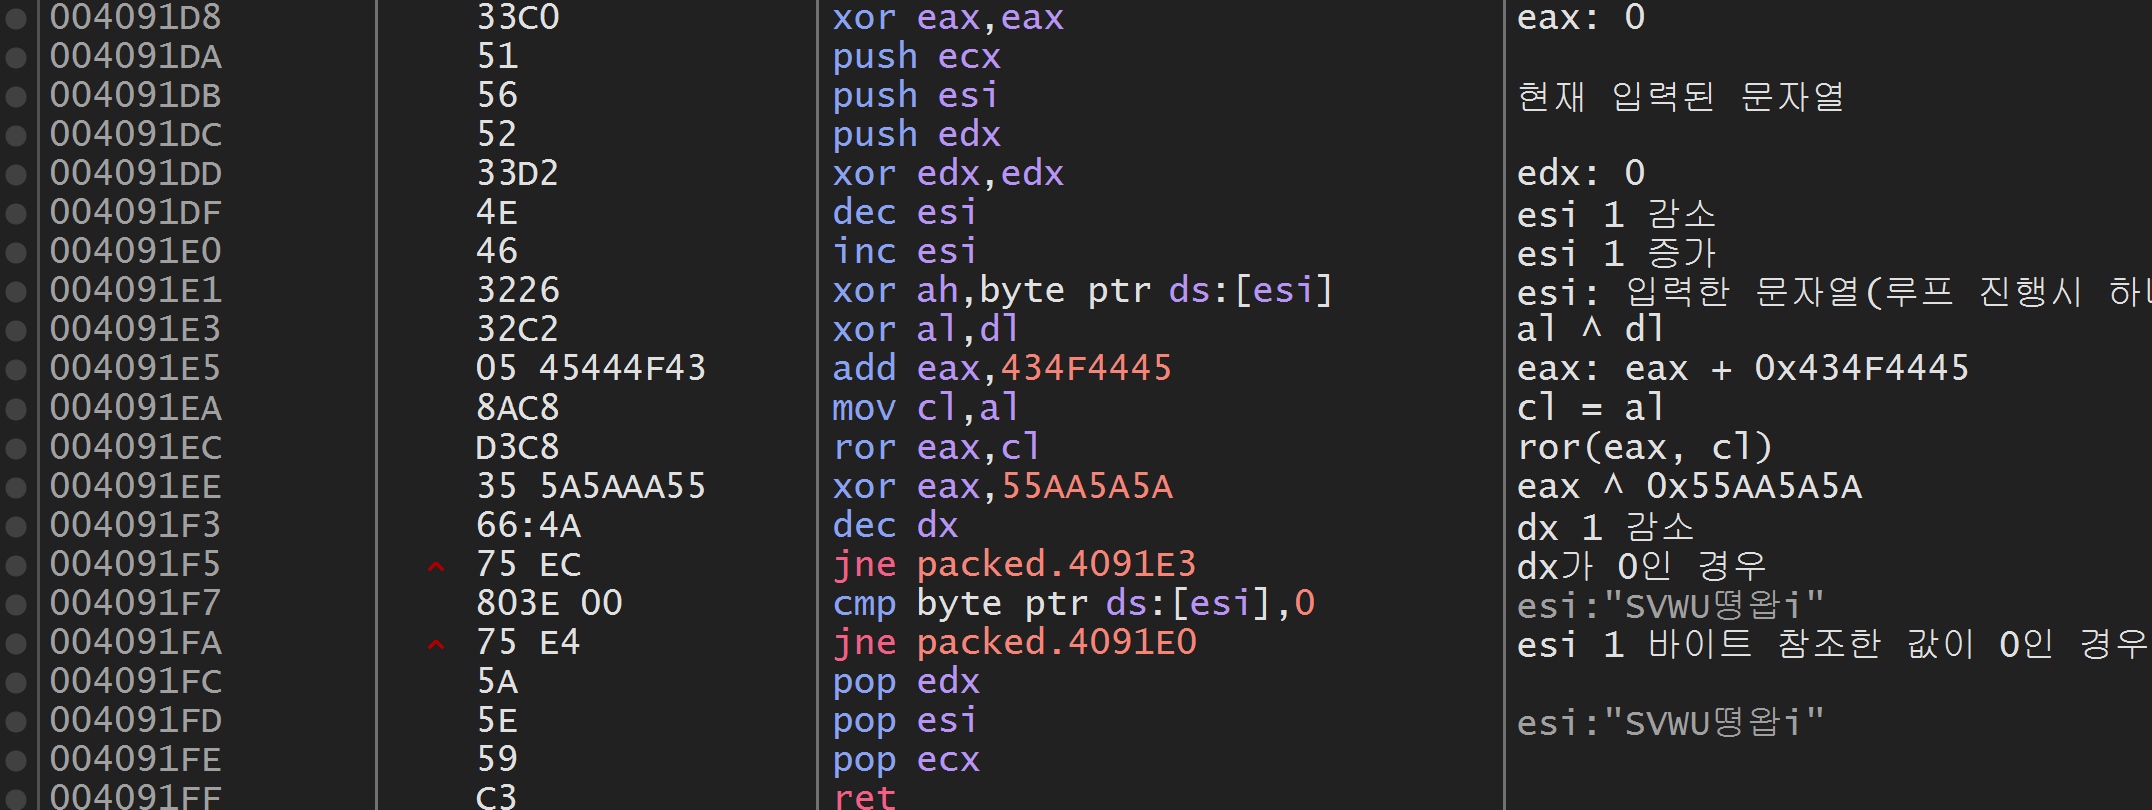 004091D8 33C0 xor eax,eax eax: 0
004091DA 51 push ecx
004091DB 56 push esi 현재 입력된 문자열
004091DC 52 push edx
004091DD 33D2 xor edx,edx edx: 0
004091DF 4E dec esi esi 1 감소
004091E0 46 inc esi esi 1 증가
004091E1 3226 xor ah,byte ptr ds:[esi] esi: 입력한 문자열(루프 진행시
004091E3 32C2 xor al,dl al ^ dl
004091E5 05 45444F43 add eax,434F4445 eax: eax + 0x434F4445
004091EA 8AC8 mov cl,al cl = al
004091EC D3C8 ror eax,cl ror(eax, cl)
004091EE 35 5A5AAA55 xor eax,55AA5A5A eax ^ 0x55AA5A5A
004091F3 66:4A dec dx dx 1 감소
004091F5 ^ 75 EC jne packed.4091E3 dx가 0인 경우
004091F7 803E 00 cmp byte ptr ds:[esi],0 esi:"SVWU떵왑i"
004091FA ^ 75 E4 jne packed.4091E0 esi 1 바이트 참조한 값이 0인 경우
004091FC 5A pop edx
004091FD 5E pop esi esi:"SVWU떵왑i"
004091FE 59 pop ecx
004091FF C3 ret